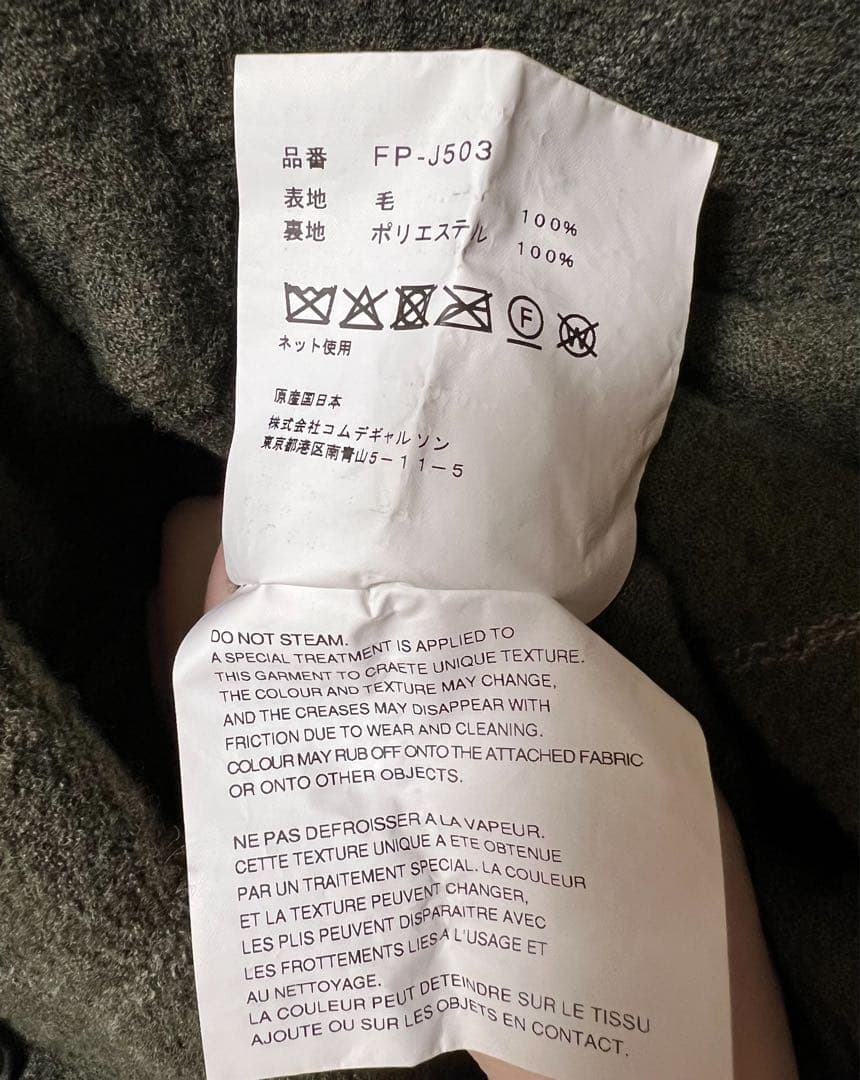 品番 FP-J503
表地 毛 100%
裏地 ポリエステル 100%
F W
ネット使用
原産国日本
株式会社コムデギャルソン
東京都港区南青山5－11－5
DO NOT STEAM.
A SPECIAL TREATMENT IS APPLIED TO
THIS GARMENT TO CRAETE UNIQUE TEXTURE.
THE COLOUR AND TEXTURE MAY CHANGE,
AND THE CREASES MAY DISAPPEAR WITH
FRICTION DUE TO WEAR AND CLEANING.
COLOUR MAY RUB OFF ONTO THE ATTACHED FABRIC
OR ONTO OTHER OBJECTS.
NE PAS DEFROISSER A LA VAPEUR.
CETTE TEXTURE UNIQUE A ETE OBTENUE
PAR UN TRAITEMENT SPECIAL. LA COULEUR
ET LA TEXTURE PEUVENT CHANGER,
LES PLIS PEUVENT DISPARAITRE AVEC
LES FROTTEMENTS LIES A L'USAGE ET
AU NETTOYAGE.
LA COULEUR PEUT DETEINDRE SUR LE TISSU
AJOUTE OU SUR LES OBJETS EN CONTACT.